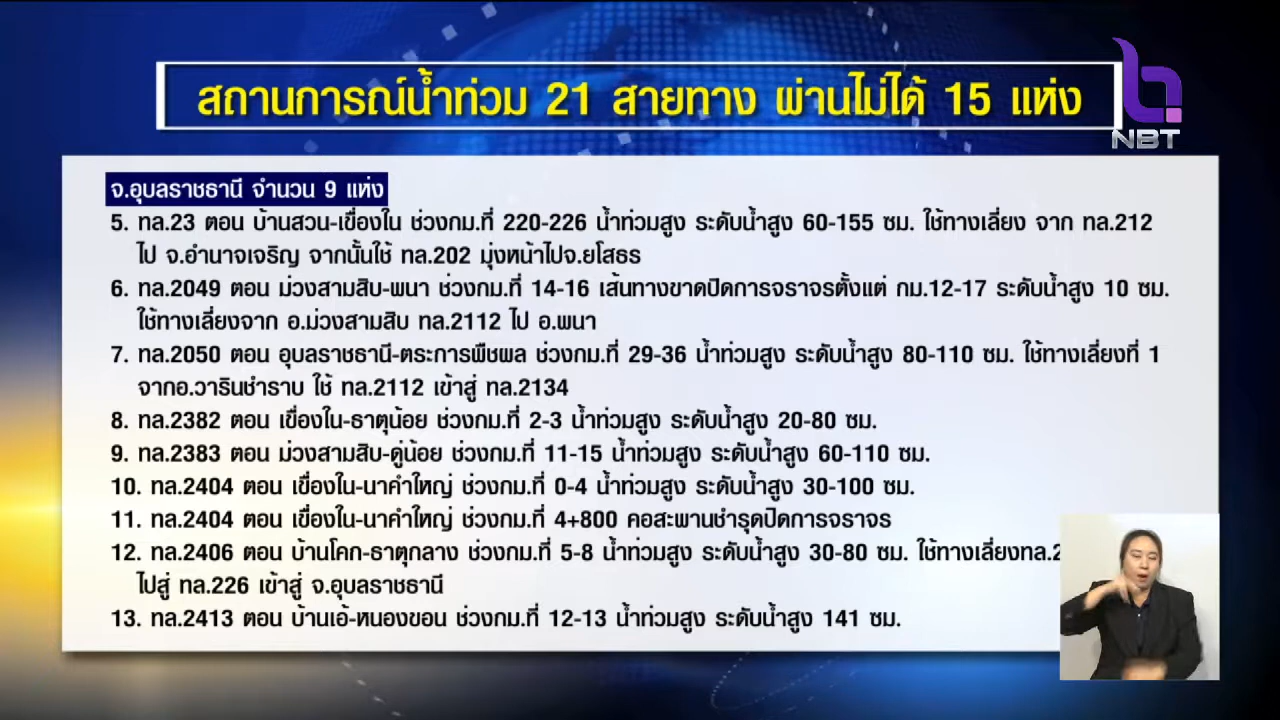 สถานการณ์น้ำท่วม 21 สายทาง ผ่านไม่ได้ 15 แห่ง
NBT
จ.อุบลราชธานี จำนวน 9 แห่ง
5. ทล.23 ตอน บ้านสวน-เขื่องใน ช่วงกม.ที่ 220-226 น้ำท่วมสูง ระดับน้ำสูง 60-155 ซม. ใช้ทางเลี่ยง จาก ทล.212
ไป จ.อำนาจเจริญ จากนั้นใช้ ทล.202 มุ่งหน้าไปจ.ยโสธร
6. ทล.2049 ตอน ม่วงสามสิบ-พนา ช่วงกม.ที่ 14-16 เส้นทางขาดปิดการจราจรตั้งแต่ กม.12-17 ระดับน้ำสูง 10 ซม.
ใช้ทางเลี่ยงจาก อ.ม่วงสามสิบ ทล.2112 ไป อ.พนา
7. ทล.2050 ตอน อุบลราชธานี-ตระการพืชผล ช่วงกม.ที่ 29-36 น้ำท่วมสูง ระดับน้ำสูง 80-110 ซม. ใช้ทางเลี่ยงที่ 1
จากอ.วารินชำราบ ใช้ ทล.2112 เข้าสู่ ทล.2134
8. ทล.2382 ตอน เขื่องใน-ธาตุน้อย ช่วงกม.ที่ 2-3 น้ำท่วมสูง ระดับน้ำสูง 20-80 ซม.
9. ทล.2383 ตอน ม่วงสามสิบ-ดู่น้อย ช่วงกม.ที่ 11-15 น้ำท่วมสูง ระดับน้ำสูง 60-110 ซม.
10. ทล.2404 ตอน เขื่องใน-นาคำใหญ่ ช่วงกม.ที่ 0-4 น้ำท่วมสูง ระดับน้ำสูง 30-100 ซม.
11. ทล.2404 ตอน เขื่องใน-นาคำใหญ่ ช่วงกม.ที่ 4+800 คอสะพานชำรุดปิดการจราจร
12. ทล.2406 ตอน บ้านโคก-ธาตุกลาง ช่วงกม.ที่ 5-8 น้ำท่วมสูง ระดับน้ำสูง 30-80 ซม. ใช้ทางเลี่ยงทล.2
ไปสู่ ทล.226 เข้าสู่ จ.อุบลราชธานี
13. ทล.2413 ตอน บ้านเอ้-หนองขอน ช่วงกม.ที่ 12-13 น้ำท่วมสูง ระดับน้ำสูง 141 ซม.